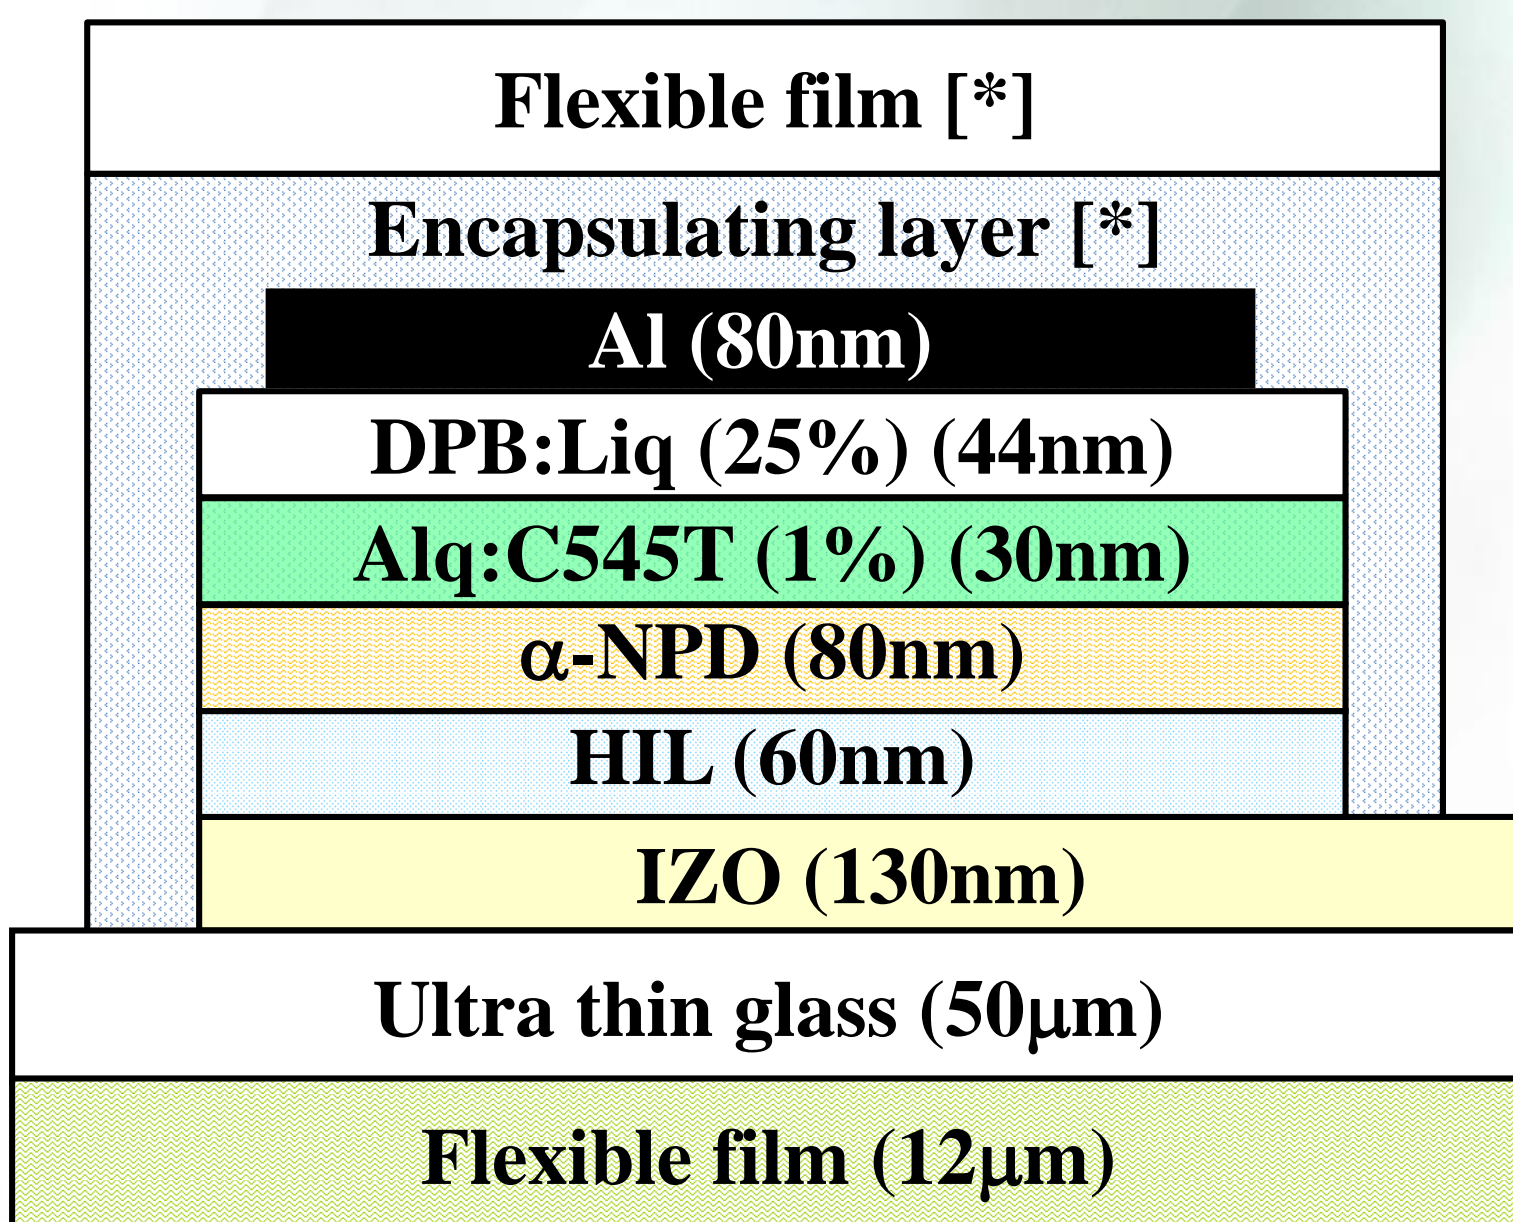 Flexible film [*]
Encapsulating layer [*]
Al (80nm)
DPB:Liq (25%) (44nm)
Alq:C545T (1%) (30nm)
α-NPD (80nm)
HIL (60nm)
IZO (130nm)
Ultra thin glass (50μm)
Flexible film (12μm)